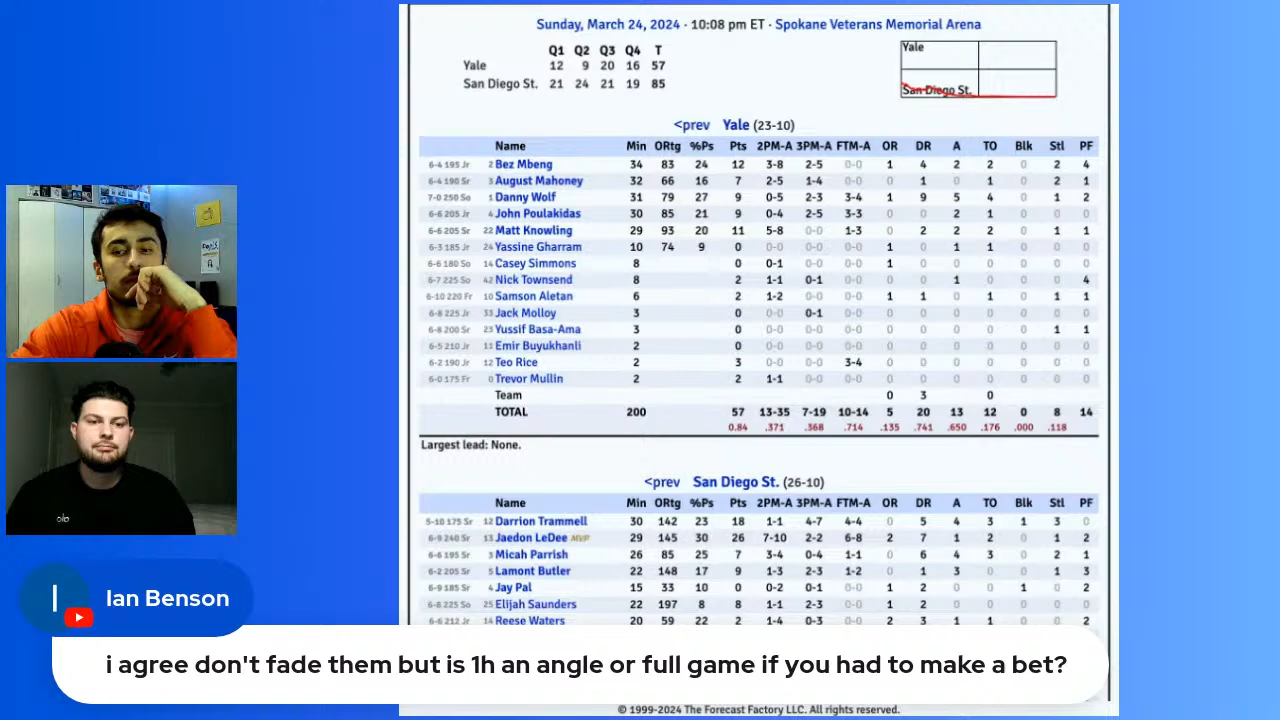 Sunday, March 24, 2024 · 10:08 pm ET · Spokane Veterans Memorial Arena
Q1 Q2 Q3 Q4 T
Yale 12 9 20 16 57
San Diego St. 21 24 21 19 85
Yale
San Diego St.
<prev Yale (23-10)
Name Min ORtg %Ps Pts 2PM-A 3PM-A FTM-A OR DR A TO Blk Stl PF
6-4 195 Jr 2 Bez Mbeng 34 83 24 12 3-8 2-5 0-0 1 4 2 2 0 2 4
6-4 190 Sr 3 August Mahoney 32 66 16 7 2-5 1-4 0-0 0 1 0 1 0 2 1
7-0 250 So 1 Danny Wolf 31 79 27 9 0-5 2-3 3-4 1 9 5 4 0 1 2
6-6 205 Jr 4 John Poulakidas 30 85 21 9 0-4 2-5 3-3 0 0 2 1 0 0 0
6-6 205 Sr 22 Matt Knowling 29 93 20 11 5-8 0-0 1-3 0 2 2 2 0 1 1
6-3 185 Jr 24 Yassine Gharram 10 74 9 0 0-0 0-0 0-0 1 0 1 1 0 0 0
6-6 180 So 14 Casey Simmons 8 0 0-1 0-0 0-0 1 0 0 0 0 0 0
6-7 225 So 42 Nick Townsend 8 2 1-1 0-1 0-0 0 0 1 0 0 0 4
6-10 220 Fr 10 Samson Aletan 6 2 1-2 0-0 0-0 1 1 0 1 0 1 1
6-8 225 Jr 33 Jack Molloy 3 0 0-0 0-1 0-0 0 0 0 0 0 0 0
6-8 200 Sr 23 Yussif Basa-Ama 3 0 0-0 0-0 0-0 0 0 0 0 0 1 1
6-5 210 Jr 11 Emir Buyukhanli 2 0 0-0 0-0 0-0 0 0 0 0 0 0 0
6-2 190 Jr 12 Teo Rice 2 3 0-0 0-0 3-4 0 0 0 0 0 0 0
6-0 175 Fr 0 Trevor Mullin 2 2 1-1 0-0 0-0 0 0 0 0 0 0 0
Team 0 3 0
TOTAL 200 57 13-35 7-19 10-14 5 20 13 12 0 8 14
0.84 .371 .368 .714 .135 .741 .650 .176 .000 .118
Largest lead: None.
<prev San Diego St. (26-10)
Name Min ORtg %Ps Pts 2PM-A 3PM-A FTM-A OR DR A TO Blk Stl PF
5-10 175 Sr 12 Darrion Trammell 30 142 23 18 1-1 4-7 4-4 0 5 4 3 1 3 0
6-9 240 Sr 13 Jaedon LeDee MVP 29 145 30 26 7-10 2-2 6-8 2 7 1 2 0 1 2
6-6 195 Sr 3 Micah Parrish 26 85 25 7 3-4 0-4 1-1 0 6 4 3 0 2 1
6-2 205 Sr 5 Lamont Butler 22 148 17 9 1-3 2-3 1-2 0 1 3 0 0 1 3
6-9 185 Sr 4 Jay Pal 15 33 10 0 0-2 0-1 0-0 1 2 0 0 1 0 2
6-8 225 So 25 Elijah Saunders 22 197 8 8 1-1 2-3 0-0 1 2 0 0 0 0 0
6-6 212 Jr 14 Reese Waters 20 59 22 2 1-4 0-3 0-0 2 3 1 1 0 0 2
I
Ian Benson
i agree don't fade them but is 1h an angle or full game if you had to make a bet?
© 1999-2024 The Forecast Factory LLC. All rights reserved.